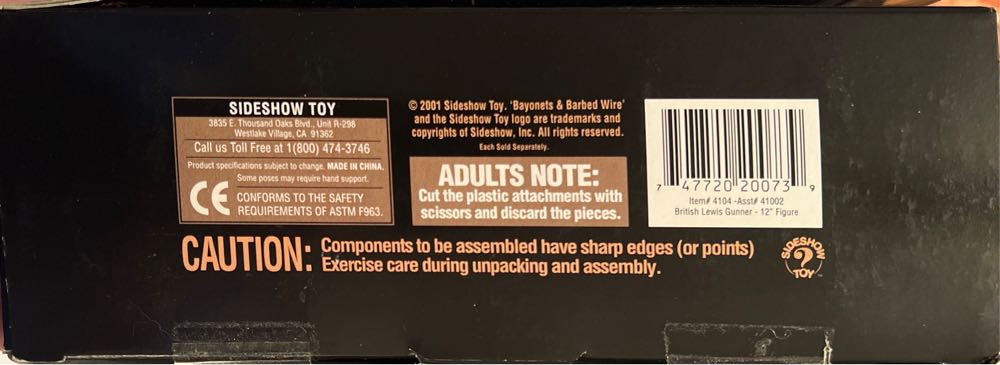 SIDESHOW TOY
3835 E. Thousand Oaks Blvd., Unit R-298
Westlake Village, CA 91362
Call us Toll Free at 1(800) 474-3746
Product specifications subject to change. MADE IN CHINA.
Some poses may require hand support.
CE CONFORMS TO THE SAFETY
REQUIREMENTS OF ASTM F963.
© 2001 Sideshow Toy. 'Bayonets & Barbed Wire'
and the Sideshow Toy logo are trademarks and
copyrights of Sideshow, Inc. All rights reserved.
Each Sold Separately.
ADULTS NOTE:
Cut the plastic attachments with
scissors and discard the pieces.
7 47720 20073 9
Item# 4104 -Asst# 41002
British Lewis Gunner - 12" Figure
CAUTION: Components to be assembled have sharp edges (or points)
Exercise care during unpacking and assembly.
SIDESHOW
?
TOY